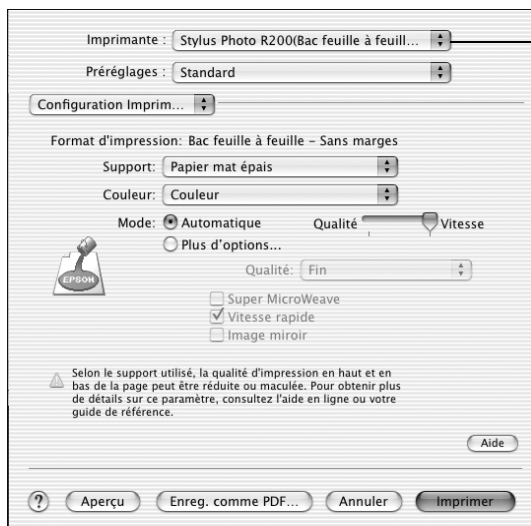 Imprimante : Stylus Photo R200(Bac feuille à feuill...
Préréglages : Standard
Configuration Imprim...
Format d'impression: Bac feuille à feuille – Sans marges
Support: Papier mat épais
Couleur: Couleur
Mode: Automatique Qualité Vitesse
Plus d'options...
Qualité: Fin
Super MicroWeave
Vitesse rapide
Image miroir
EPSON
Selon le support utilisé, la qualité d'impression en haut et en
bas de la page peut être réduite ou maculée. Pour obtenir plus
de détails sur ce paramètre, consultez l'aide en ligne ou votre
guide de référence.
Aide
? Aperçu Enreg. comme PDF... Annuler Imprimer